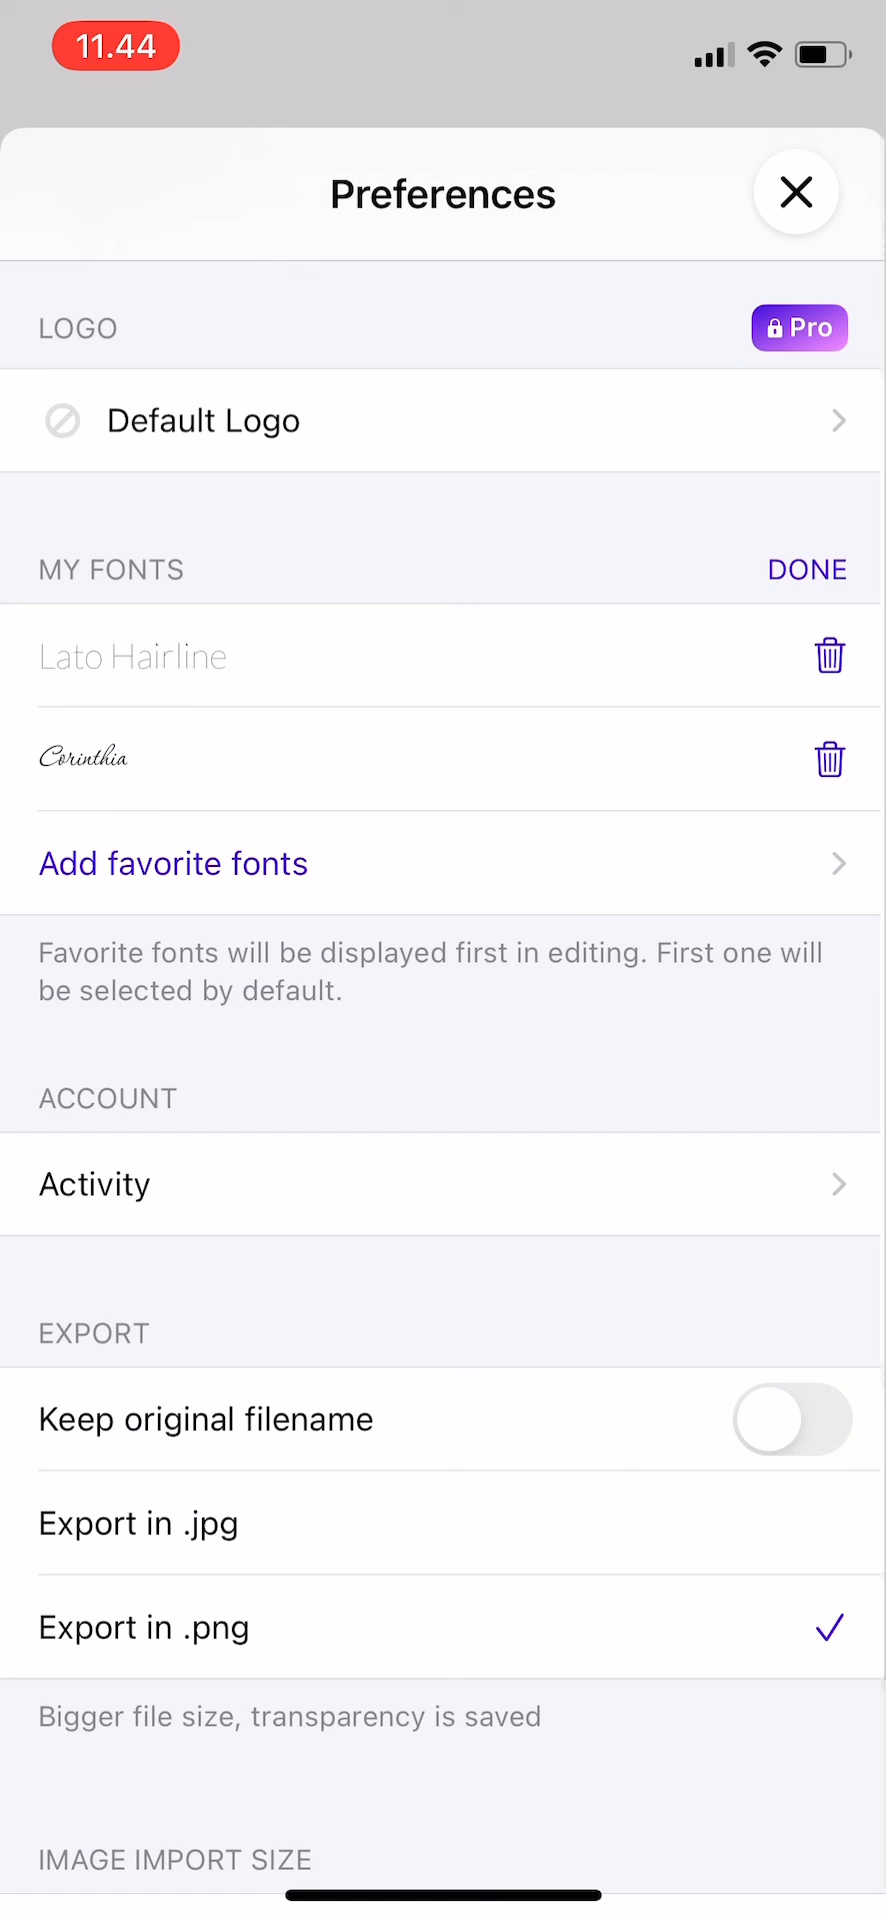 11.44
Preferences
LOGO
Pro
Default Logo
MY FONTS
DONE
Lato Hairline
Corinthia
Add favorite fonts
Favorite fonts will be displayed first in editing. First one will
be selected by default.
ACCOUNT
Activity
EXPORT
Keep original filename
Export in .jpg
Export in .png
Bigger file size, transparency is saved
IMAGE IMPORT SIZE